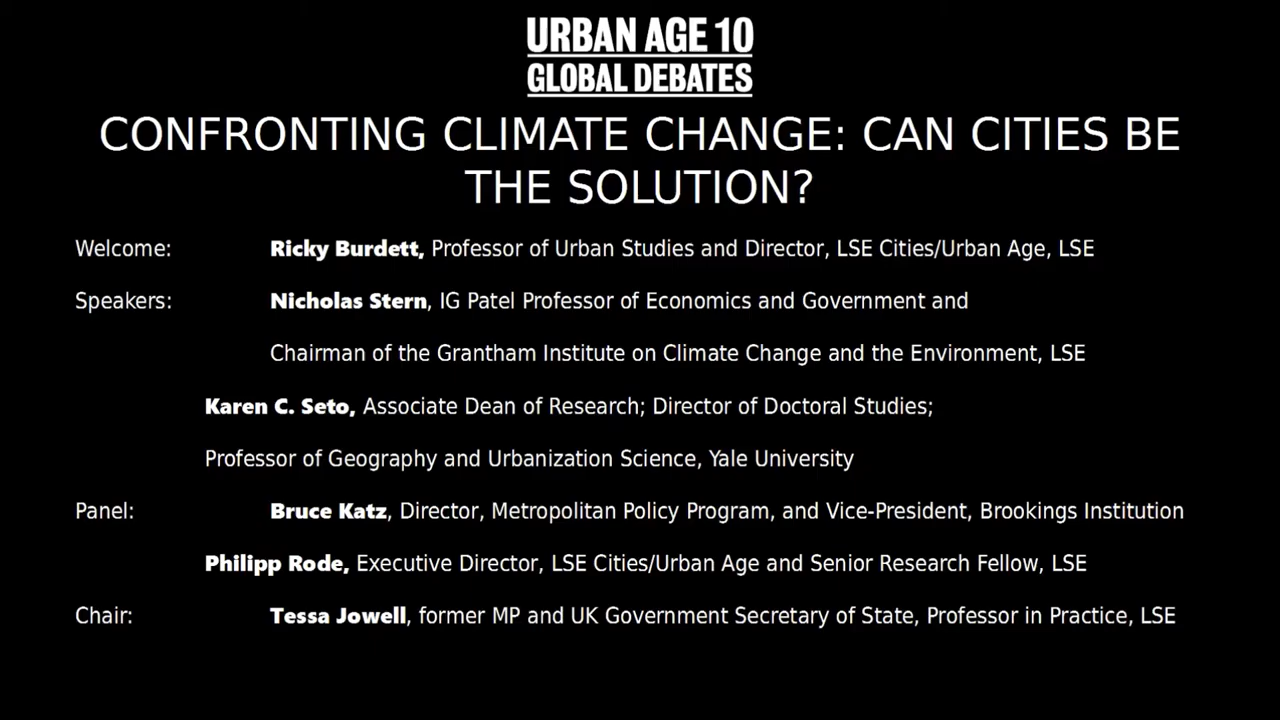 URBAN AGE 10
GLOBAL DEBATES
CONFRONTING CLIMATE CHANGE: CAN CITIES BE
THE SOLUTION?
Welcome: Ricky Burdett, Professor of Urban Studies and Director, LSE Cities/Urban Age, LSE
Speakers: Nicholas Stern, IG Patel Professor of Economics and Government and
Chairman of the Grantham Institute on Climate Change and the Environment, LSE
Karen C. Seto, Associate Dean of Research; Director of Doctoral Studies;
Professor of Geography and Urbanization Science, Yale University
Panel: Bruce Katz, Director, Metropolitan Policy Program, and Vice-President, Brookings Institution
Philipp Rode, Executive Director, LSE Cities/Urban Age and Senior Research Fellow, LSE
Chair: Tessa Jowell, former MP and UK Government Secretary of State, Professor in Practice, LSE